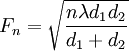 F_n = \sqrt{\frac{n\lambda d_1 d_2}{d_1 + d_2}}